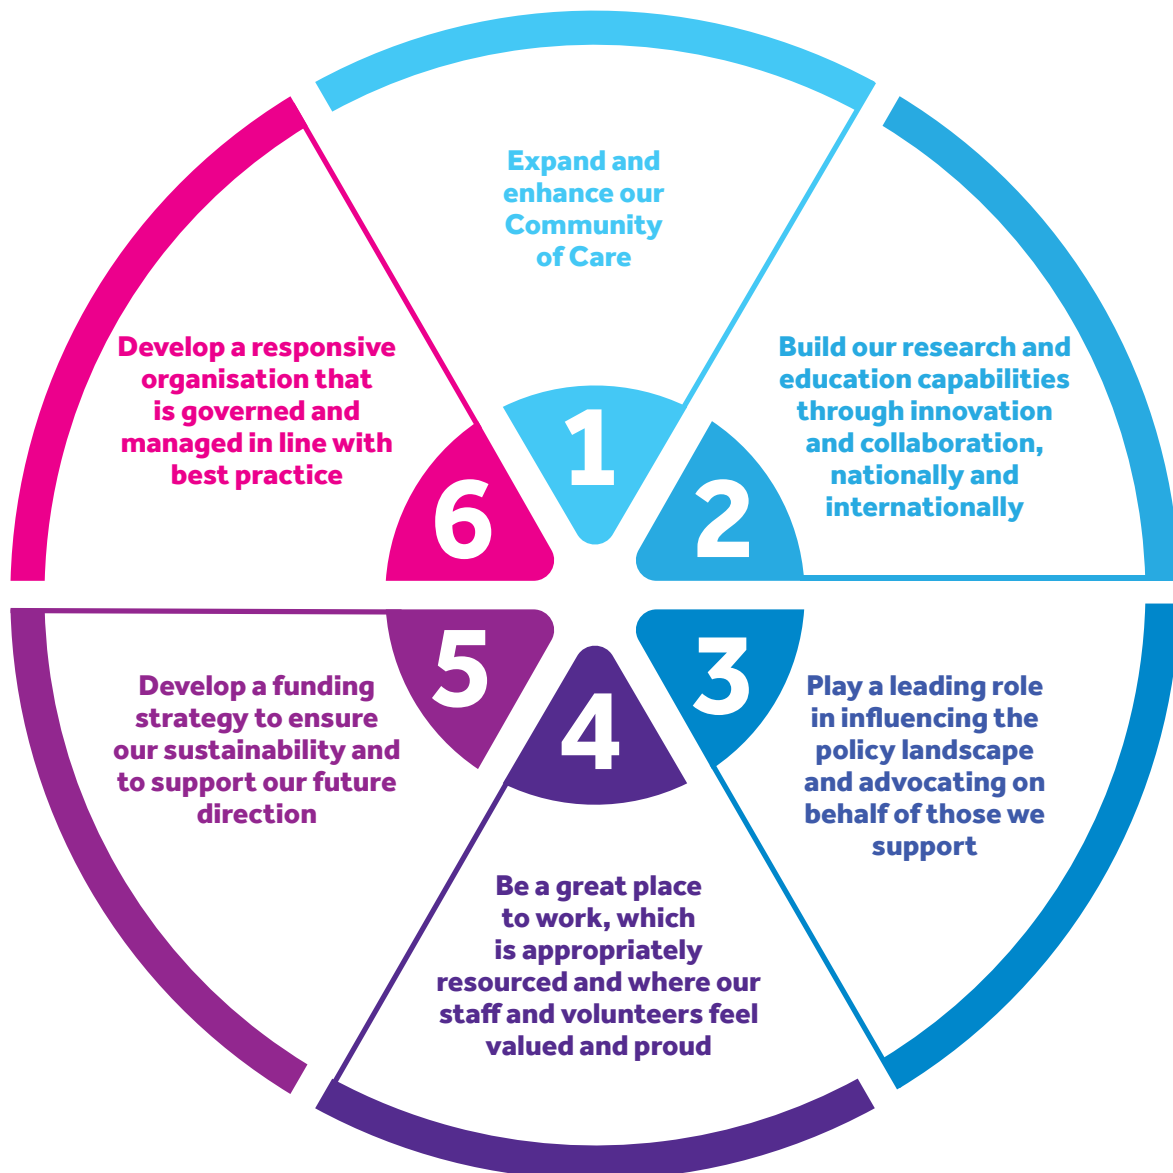 1
Expand and
enhance our
Community
of Care
2
Build our research and
education capabilities
through innovation
and collaboration,
nationally and
internationally
3
Play a leading role
in influencing the
policy landscape
and advocating on
behalf of those we
support
4
Be a great place
to work, which
is appropriately
resourced and where our
staff and volunteers feel
valued and proud
5
Develop a funding
strategy to ensure
our sustainability and
to support our future
direction
6
Develop a responsive
organisation that
is governed and
managed in line with
best practice